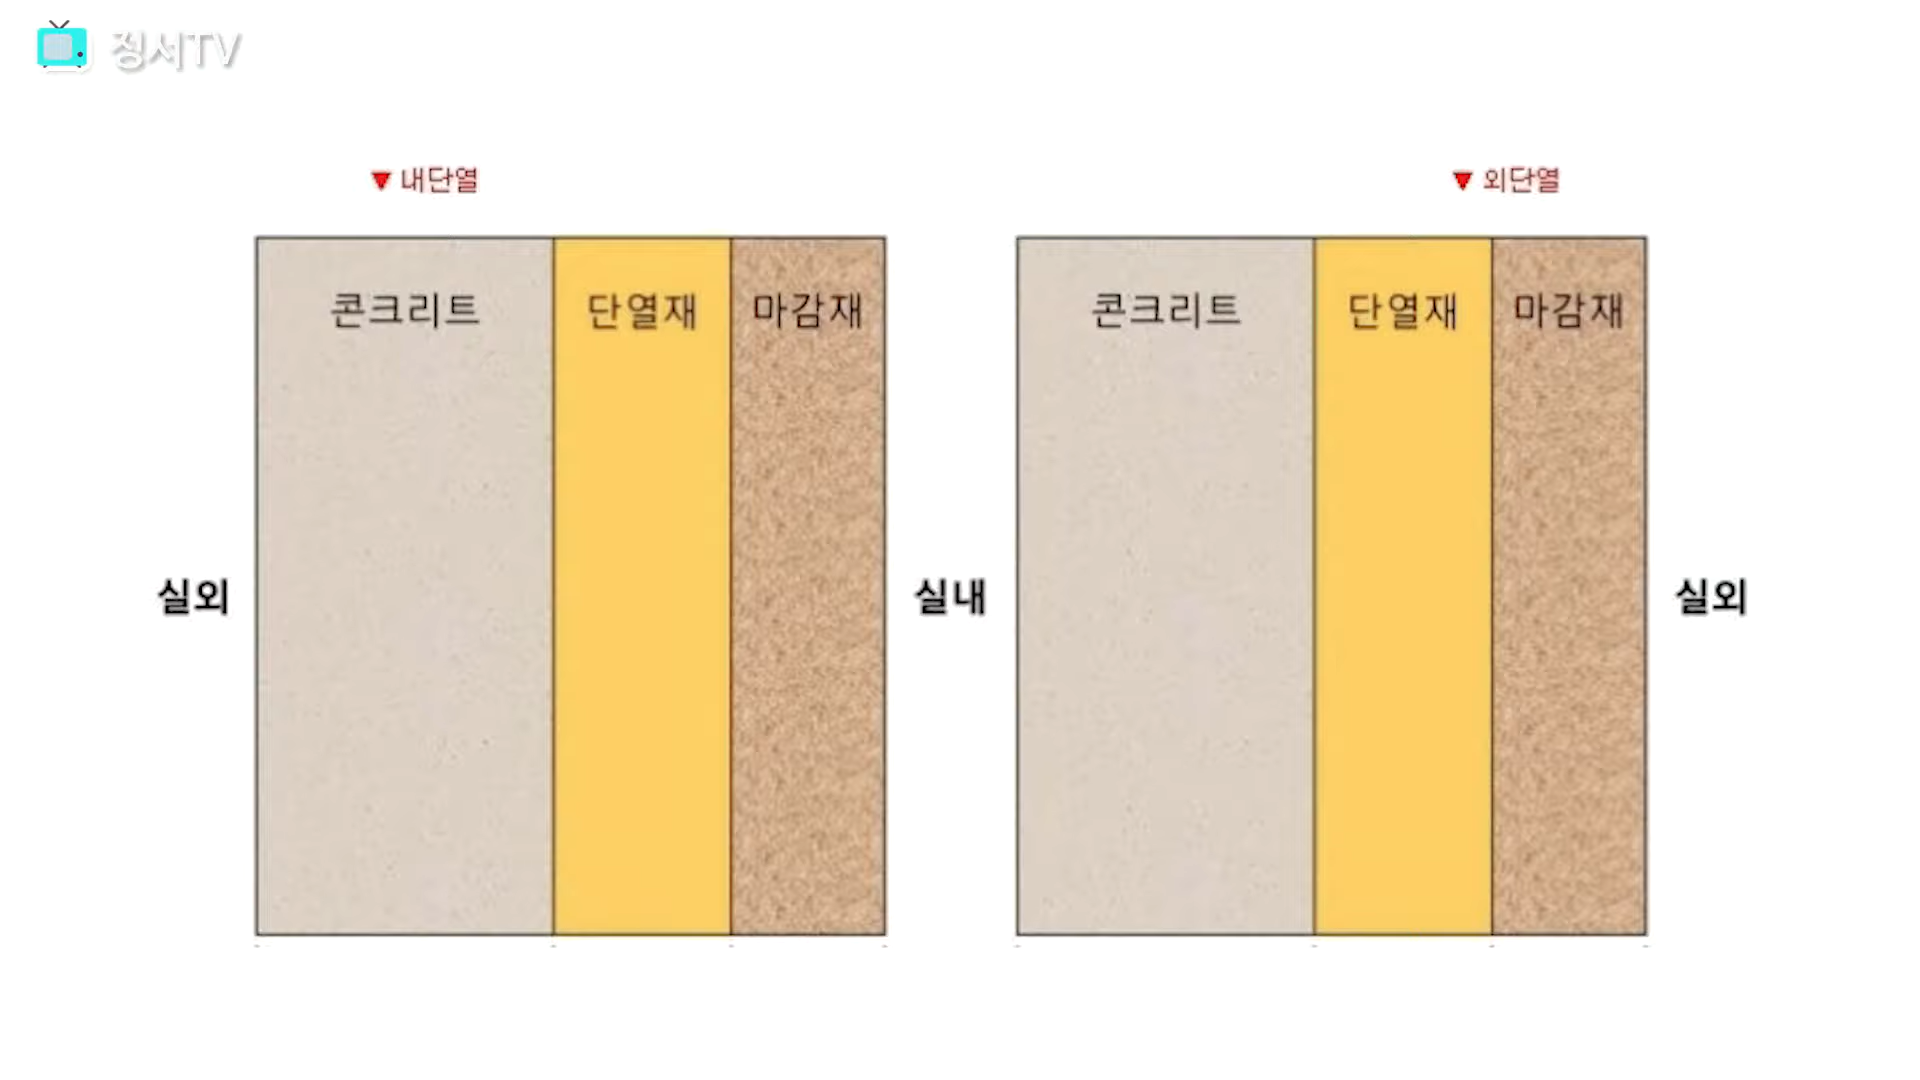 징서TV
▼ 내단열
▼ 외단열
콘크리트 단열재 마감재
콘크리트 단열재 마감재
실외
실내
실외